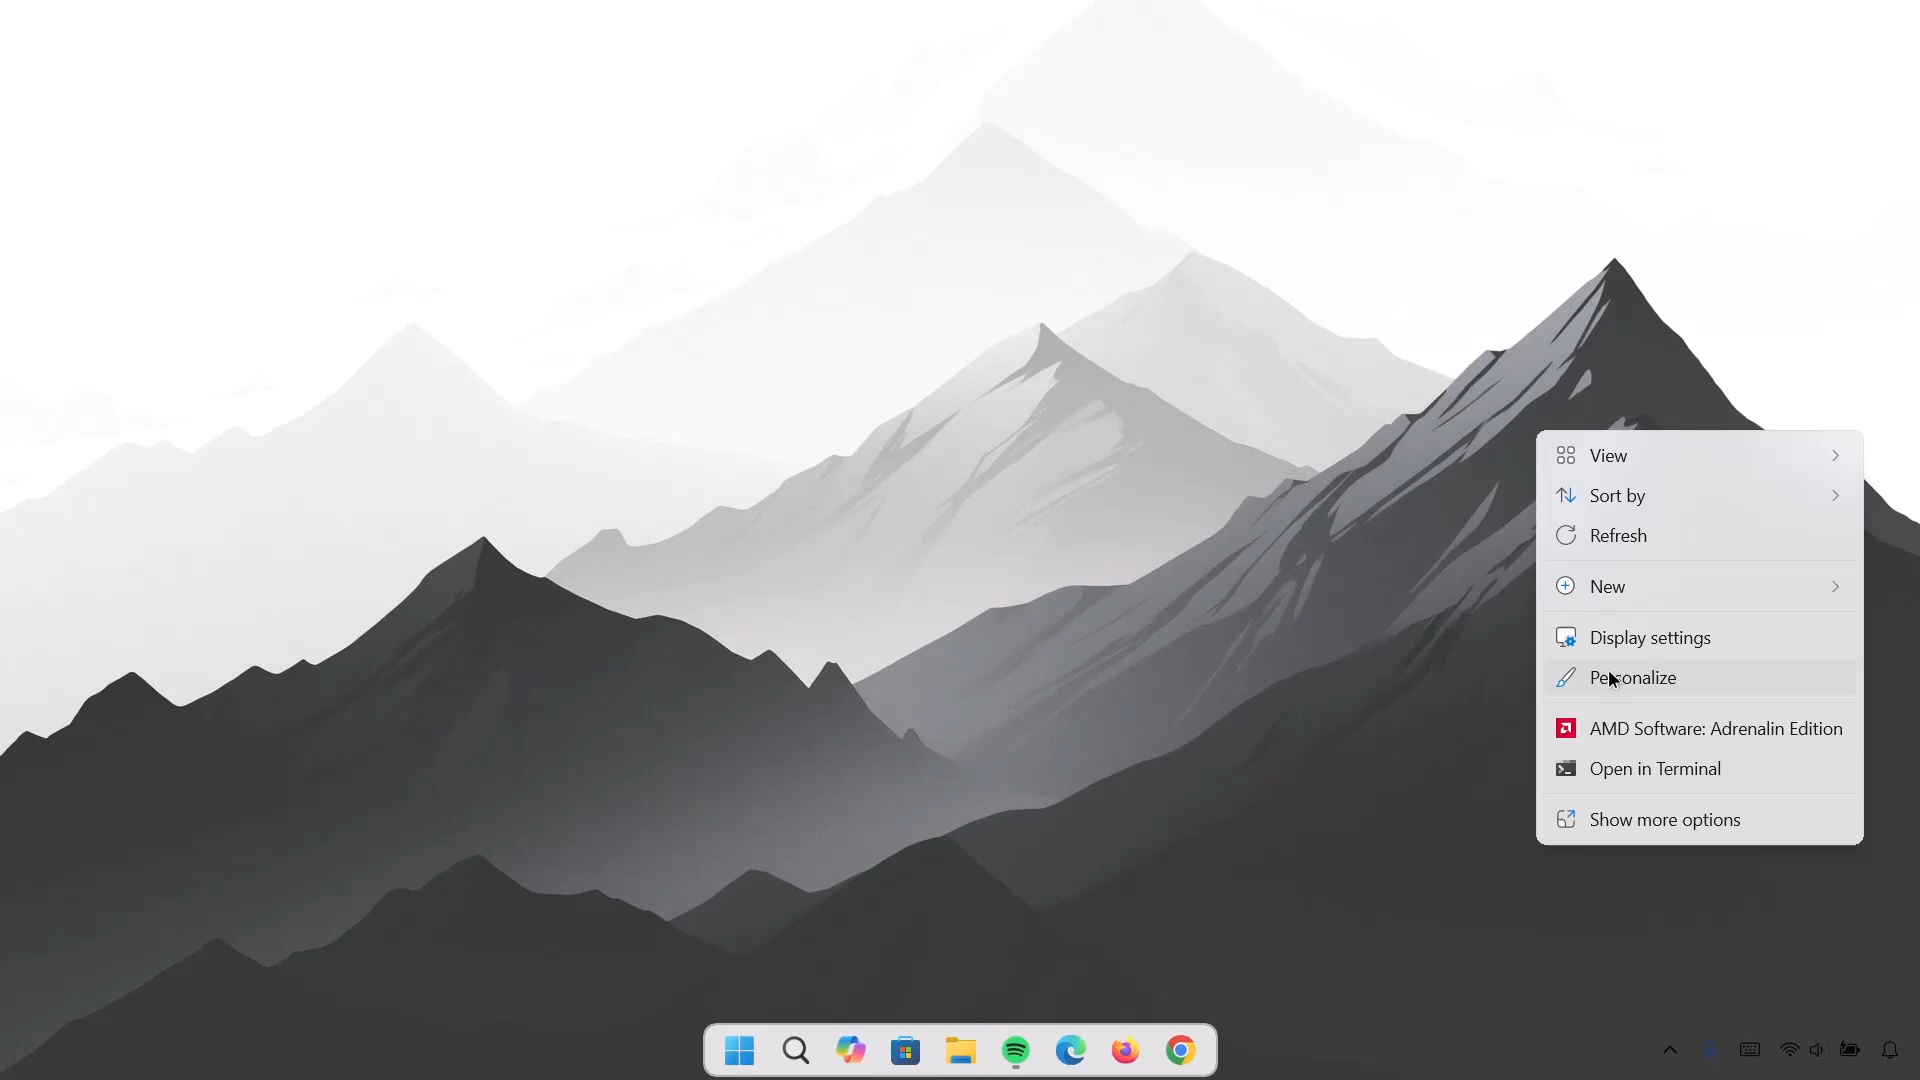 View
Sort by
Refresh
New
Display settings
Personalize
AMD Software: Adrenalin Edition
Open in Terminal
Show more options